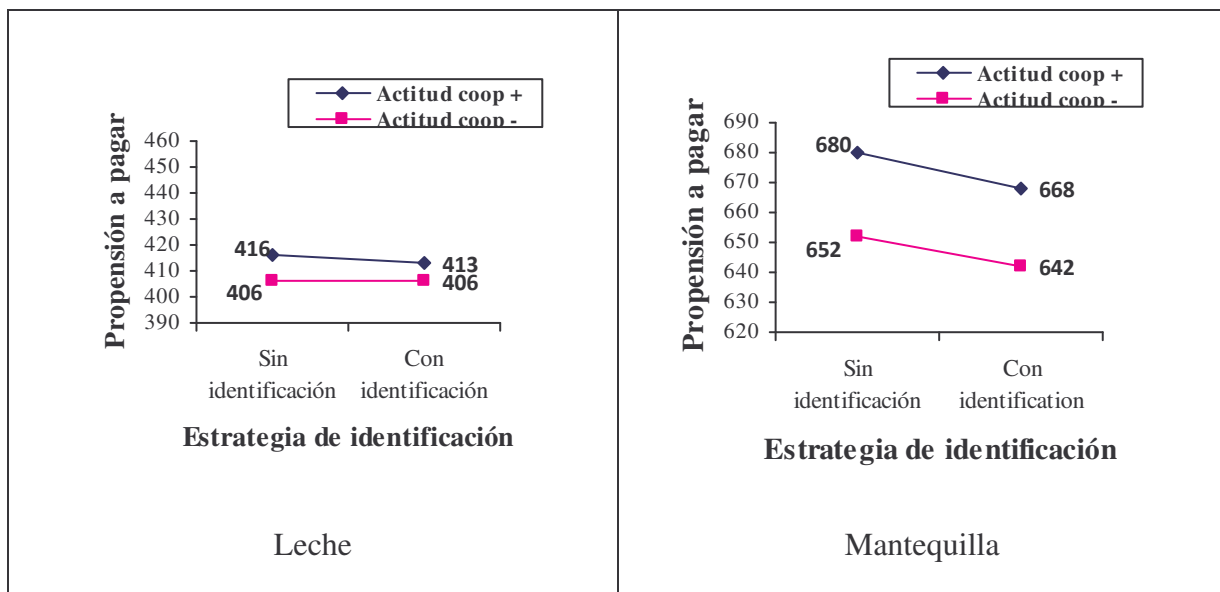 Actitud coop +
Actitud coop -
Propensión a pagar
460
450
440
430
420
410
400
390
416
413
406
406
Sin
identificación
Con
identificación
Estrategia de identificación
Leche
Actitud coop +
Actitud coop -
Propensión a pagar
690
680
670
660
650
640
630
620
680
668
652
642
Sin
identificación
Con
identification
Estrategia de identificación
Mantequilla